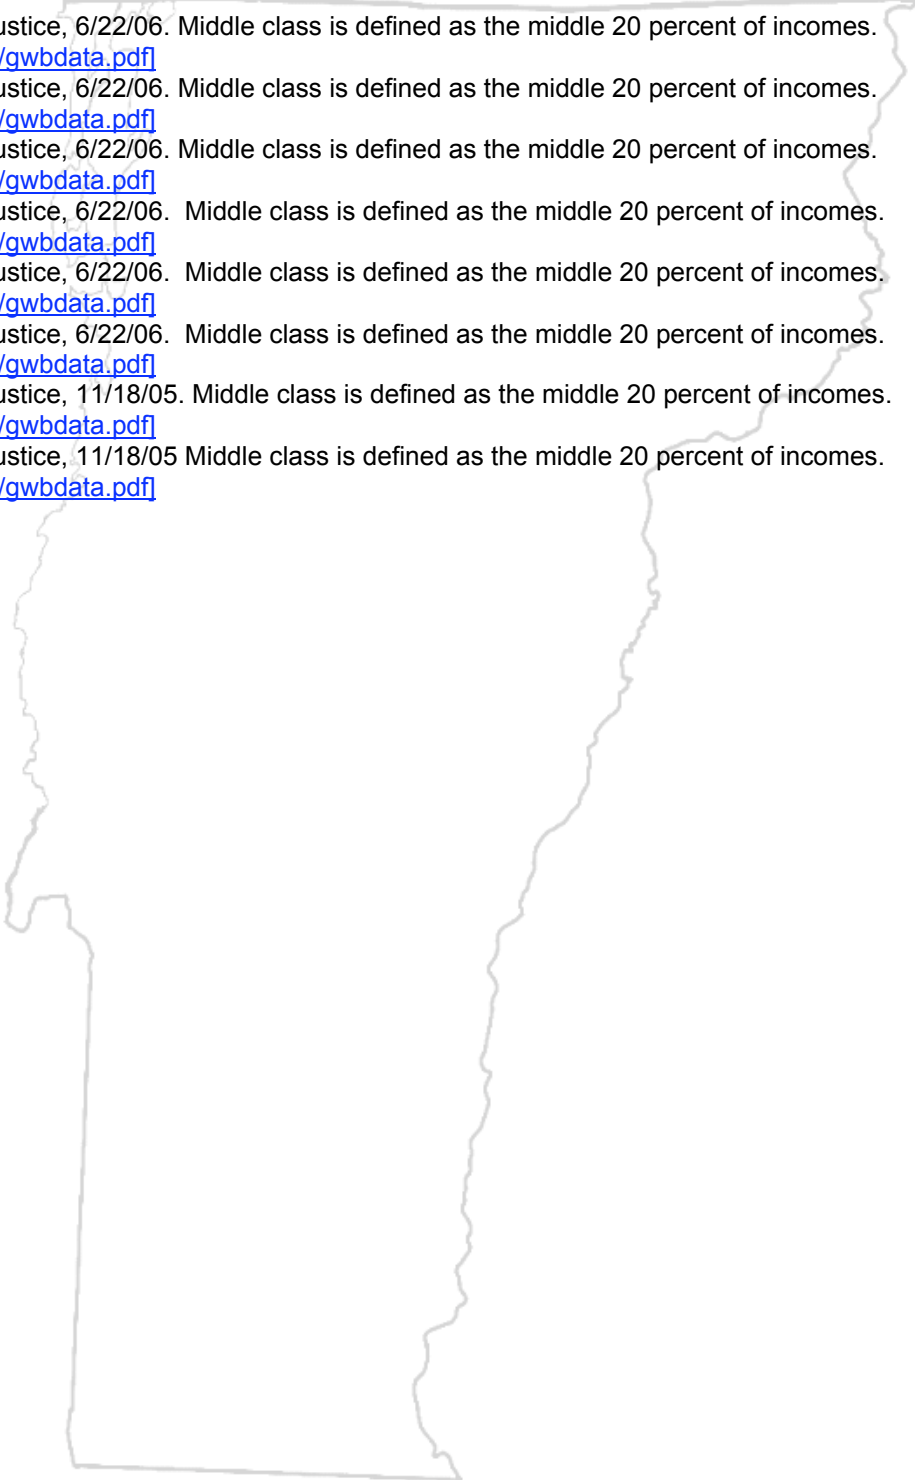 ustice, 6/22/06. Middle class is defined as the middle 20 percent of incomes.
/gwbdata.pdf]
ustice, 6/22/06. Middle class is defined as the middle 20 percent of incomes.
/gwbdata.pdf]
ustice, 6/22/06. Middle class is defined as the middle 20 percent of incomes.
/gwbdata.pdf]
ustice, 6/22/06.  Middle class is defined as the middle 20 percent of incomes.
/gwbdata.pdf]
ustice, 6/22/06.  Middle class is defined as the middle 20 percent of incomes.
/gwbdata.pdf]
ustice, 6/22/06.  Middle class is defined as the middle 20 percent of incomes.
/gwbdata.pdf]
ustice, 11/18/05. Middle class is defined as the middle 20 percent of incomes.
/gwbdata.pdf]
ustice, 11/18/05 Middle class is defined as the middle 20 percent of incomes.
/gwbdata.pdf]